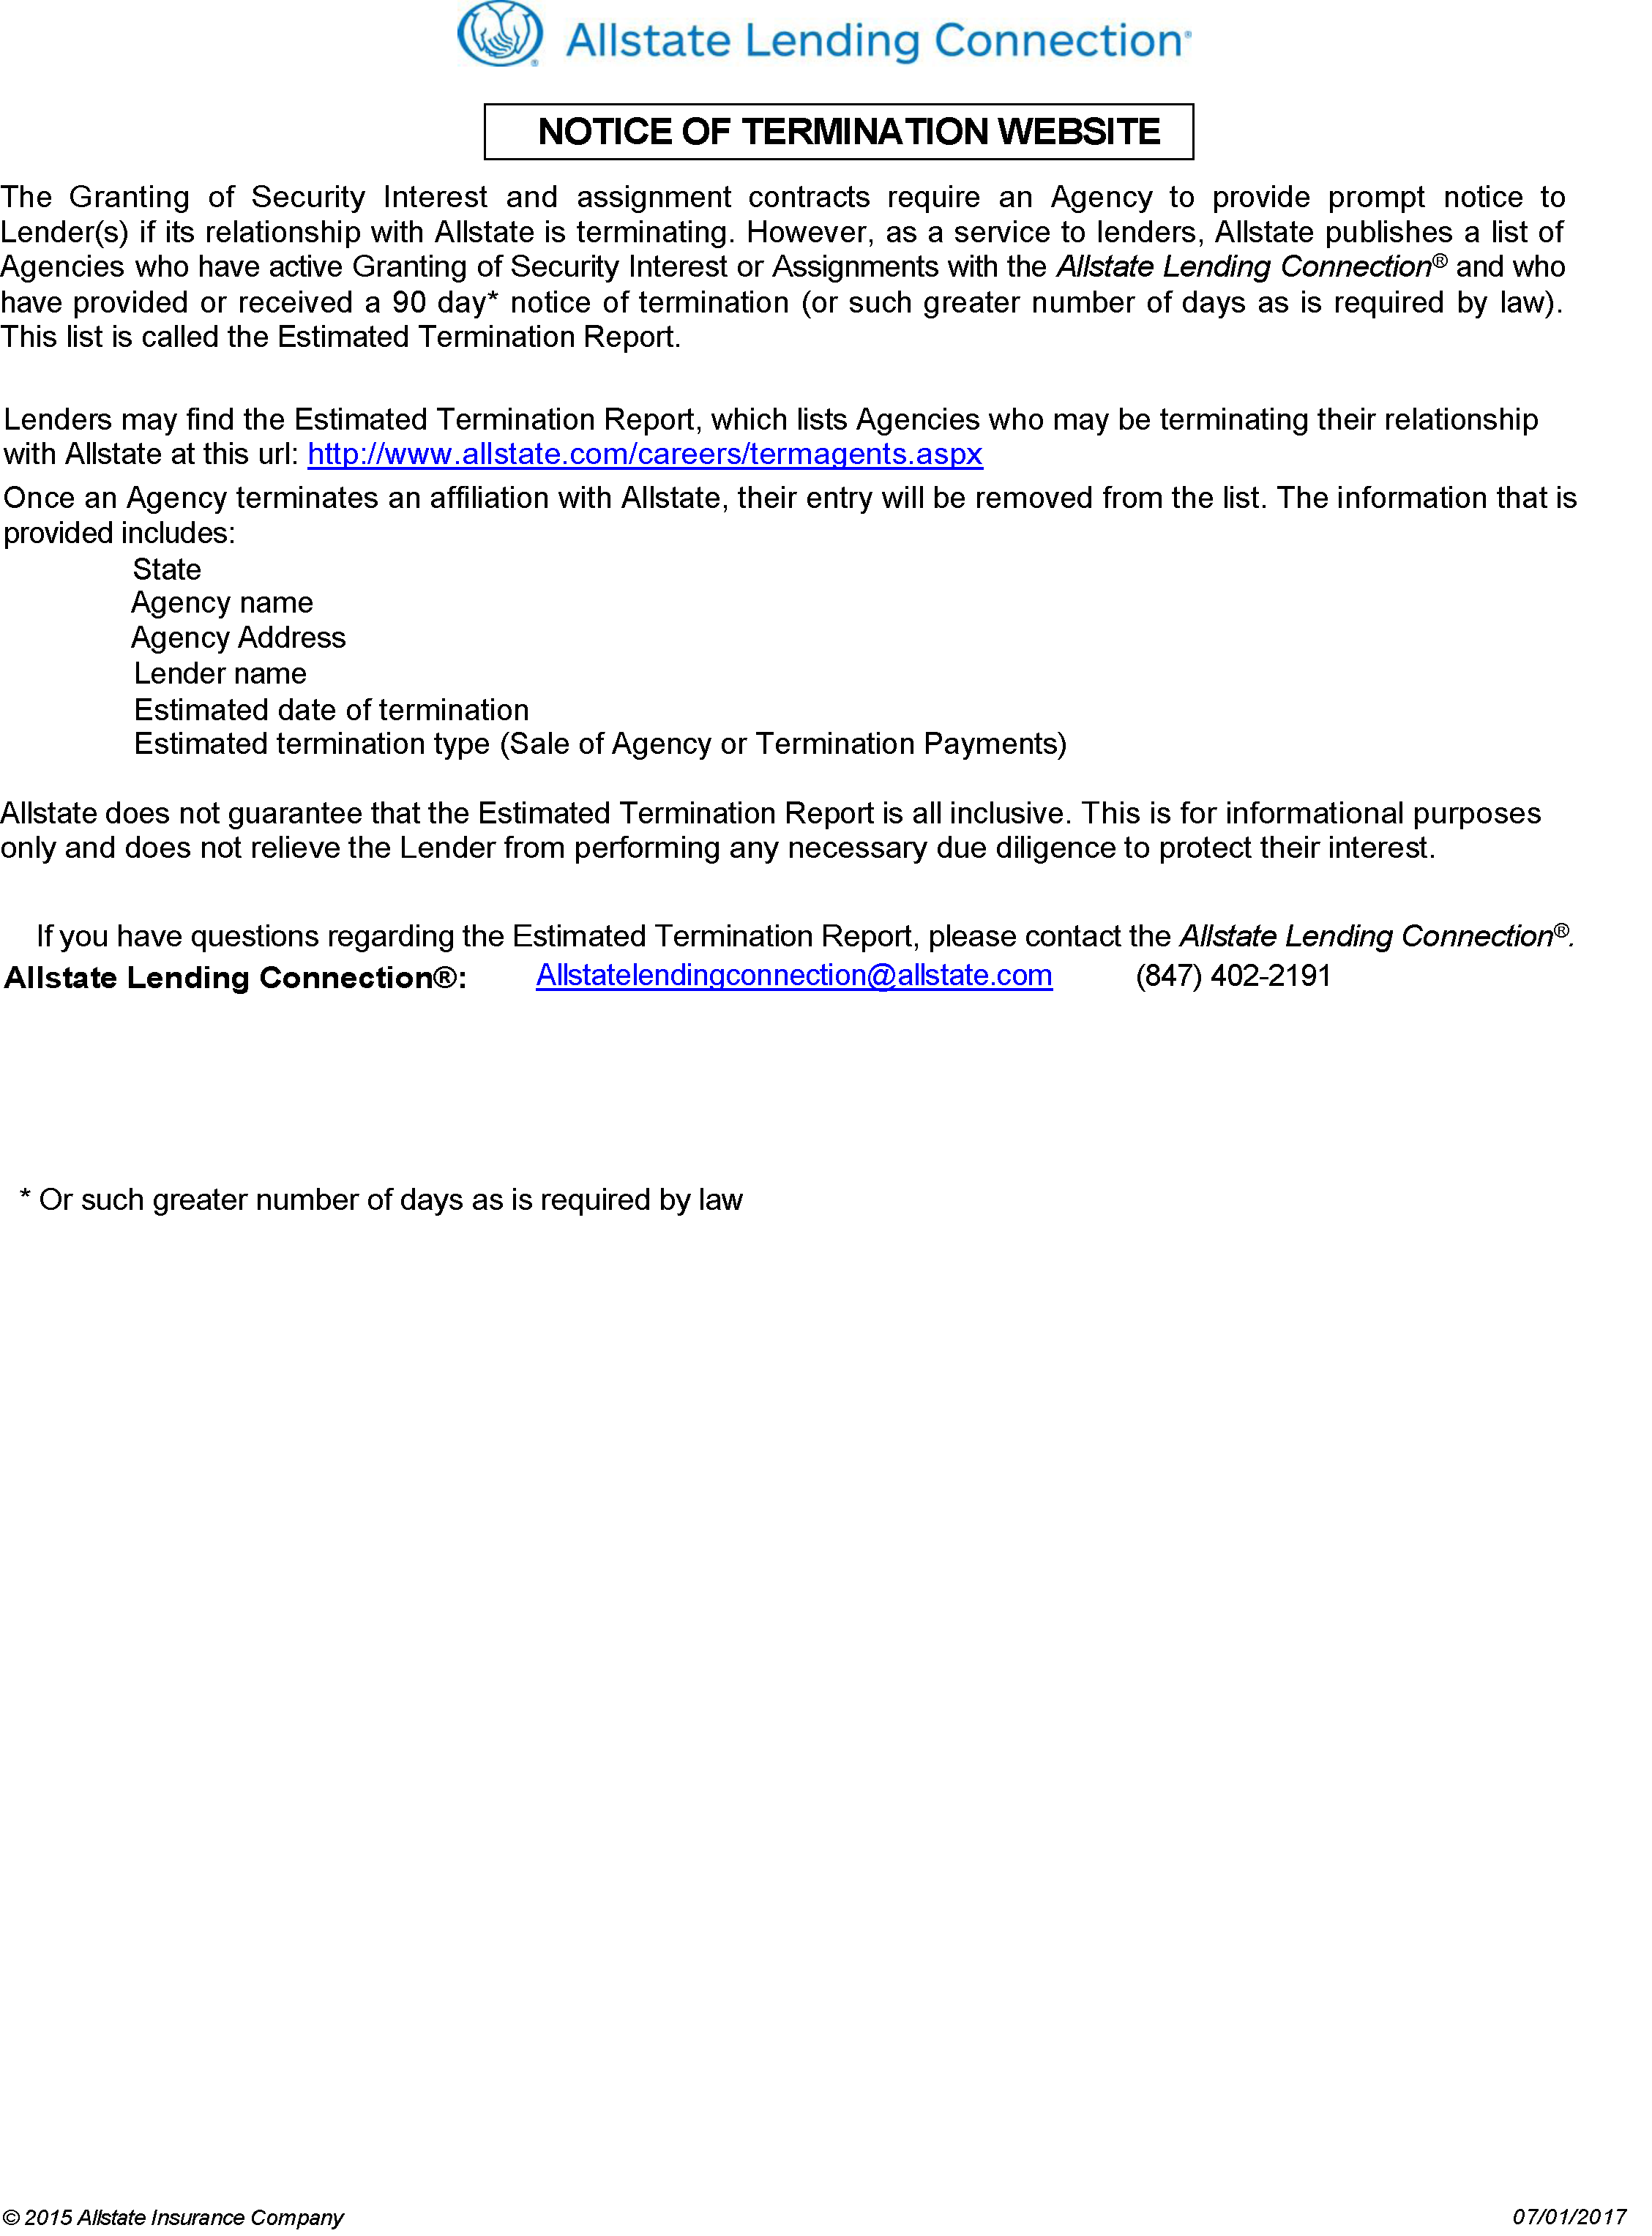 Allstate Lending Connection®
NOTICE OF TERMINATION WEBSITE
The Granting of Security Interest and assignment contracts require an Agency to provide prompt notice to
Lender(s) if its relationship with Allstate is terminating. However, as a service to lenders, Allstate publishes a list of
Agencies who have active Granting of Security Interest or Assignments with the Allstate Lending Connection® and who
have provided or received a 90 day* notice of termination (or such greater number of days as is required by law).
This list is called the Estimated Termination Report.
Lenders may find the Estimated Termination Report, which lists Agencies who may be terminating their relationship
with Allstate at this url: http://www.allstate.com/careers/termagents.aspx
Once an Agency terminates an affiliation with Allstate, their entry will be removed from the list. The information that is
provided includes:
State
Agency name
Agency Address
Lender name
Estimated date of termination
Estimated termination type (Sale of Agency or Termination Payments)
Allstate does not guarantee that the Estimated Termination Report is all inclusive. This is for informational purposes
only and does not relieve the Lender from performing any necessary due diligence to protect their interest.
If you have questions regarding the Estimated Termination Report, please contact the Allstate Lending Connection®.
Allstate Lending Connection®: Allstatelendingconnection@allstate.com (847) 402-2191
* Or such greater number of days as is required by law
© 2015 Allstate Insurance Company 07/01/2017